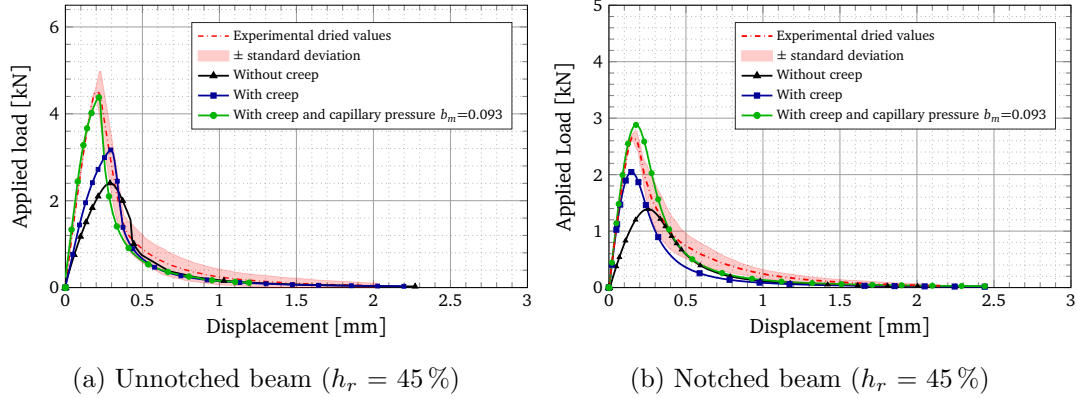 6
4
2
0
0 0.5 1 1.5 2 2.5 3
Applied load [kN]
Displacement [mm]
Experimental dried values
± standard deviation
Without creep
With creep
With creep and capillary pressure b_m=0.093
(a) Unnotched beam (h_r = 45 %)
5
4
3
2
1
0
0 0.5 1 1.5 2 2.5 3
Applied Load [kN]
Displacement [mm]
Experimental dried values
± standard deviation
Without creep
With creep
With creep and capillary pressure b_m=0.093
(b) Notched beam (h_r = 45 %)